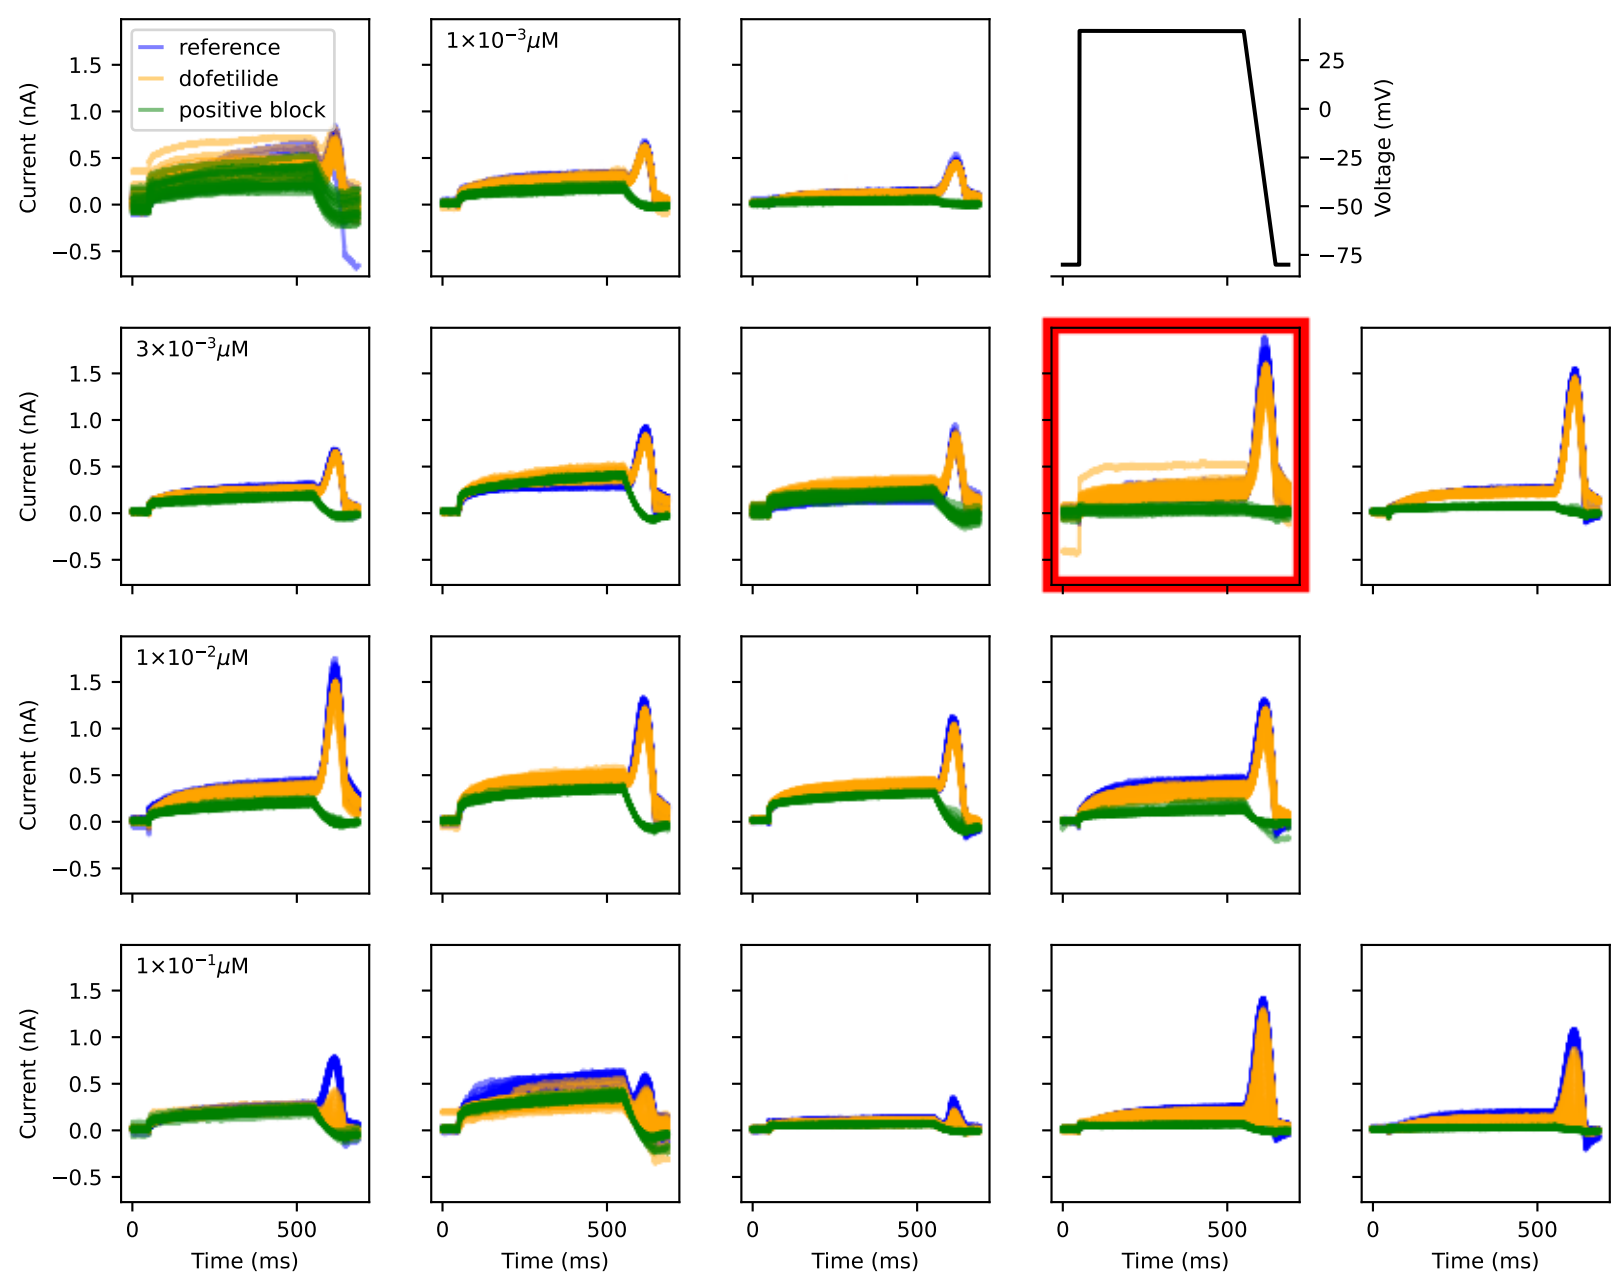 Current (nA)
1.5
1.0
0.5
0.0
−0.5
reference
dofetilide
positive block
1×10⁻³μM
25
0
−25
−50
−75
Voltage (mV)
Current (nA)
1.5
1.0
0.5
0.0
−0.5
3×10⁻³μM
Current (nA)
1.5
1.0
0.5
0.0
−0.5
1×10⁻²μM
Current (nA)
1.5
1.0
0.5
0.0
−0.5
1×10⁻¹μM
0 500 0 500 0 500 0 500 0 500
Time (ms) Time (ms) Time (ms) Time (ms) Time (ms)